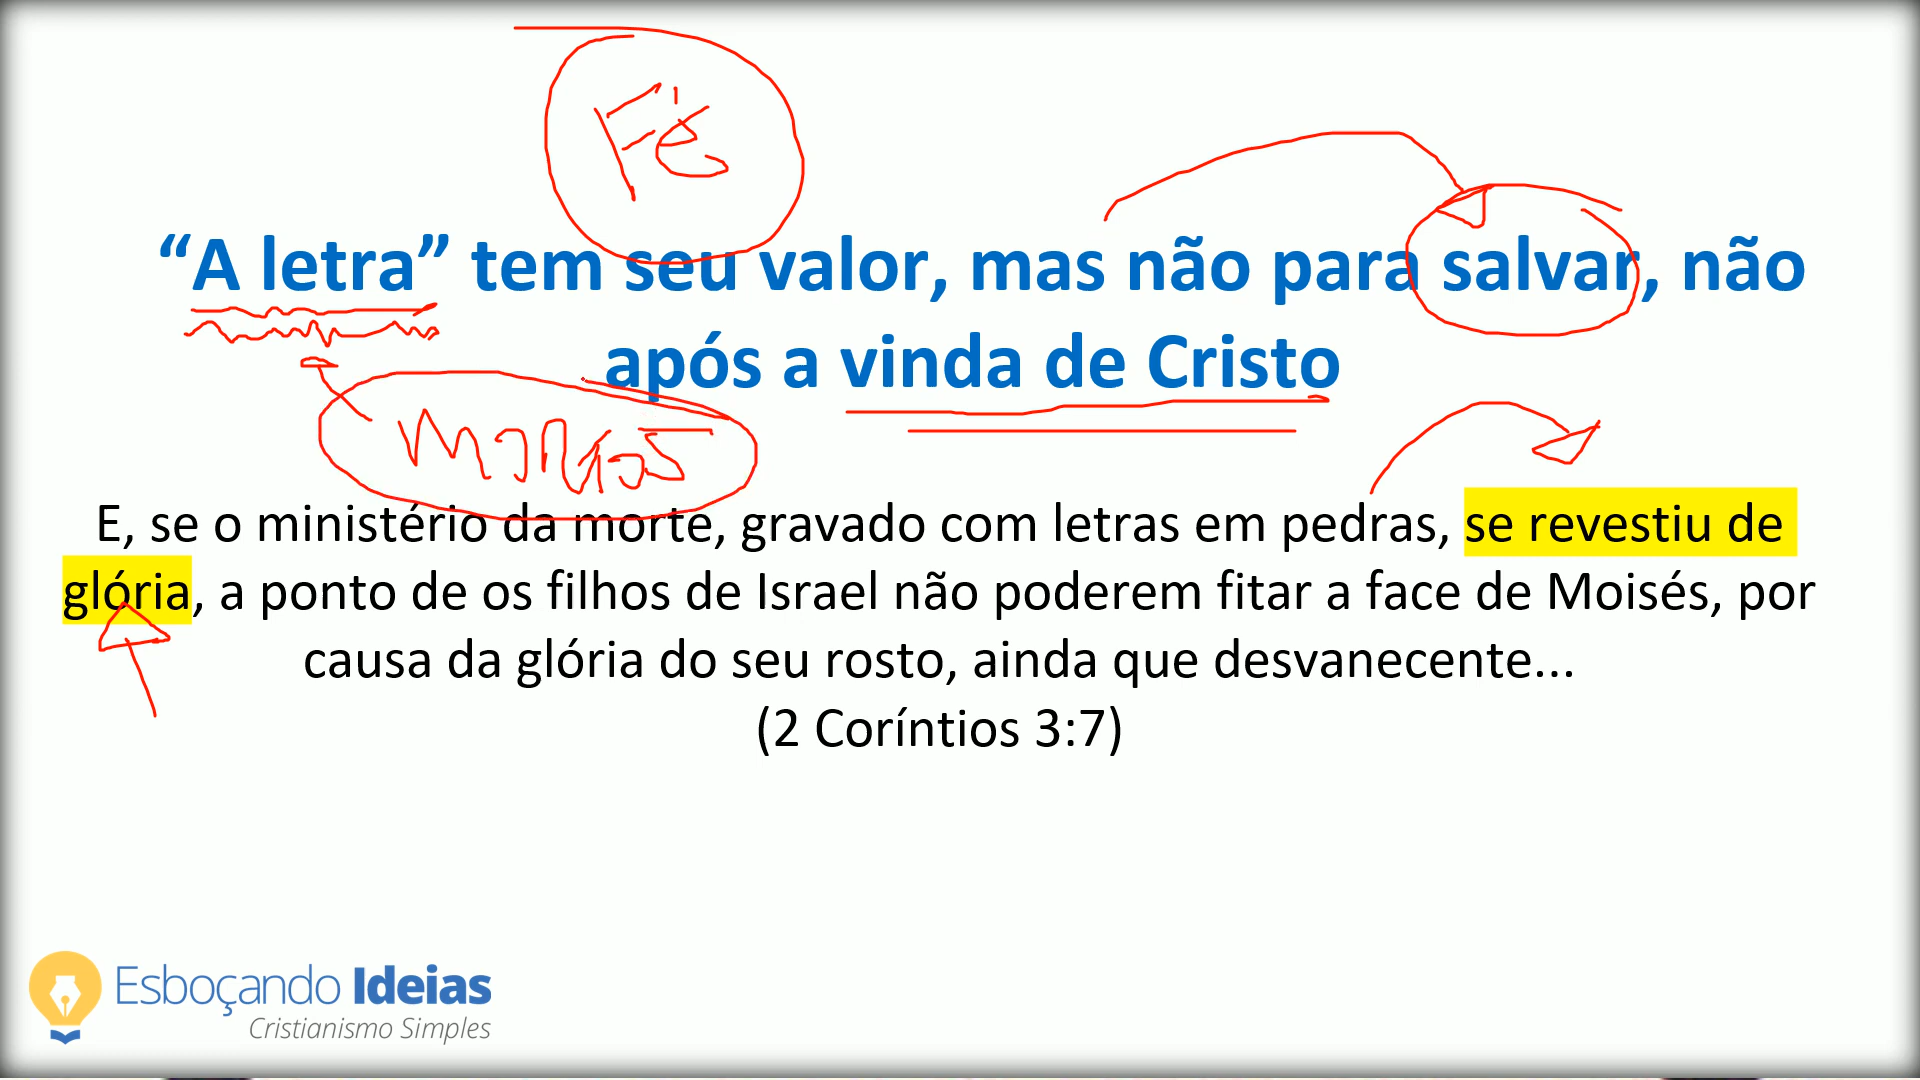 Fé
“A letra” tem seu valor, mas não para salvar, não
após a vinda de Cristo
mortos
E, se o ministério da morte, gravado com letras em pedras, se revestiu de
glória, a ponto de os filhos de Israel não poderem fitar a face de Moisés, por
causa da glória do seu rosto, ainda que desvanecente...
(2 Coríntios 3:7)
Esboçando Ideias
Cristianismo Simples